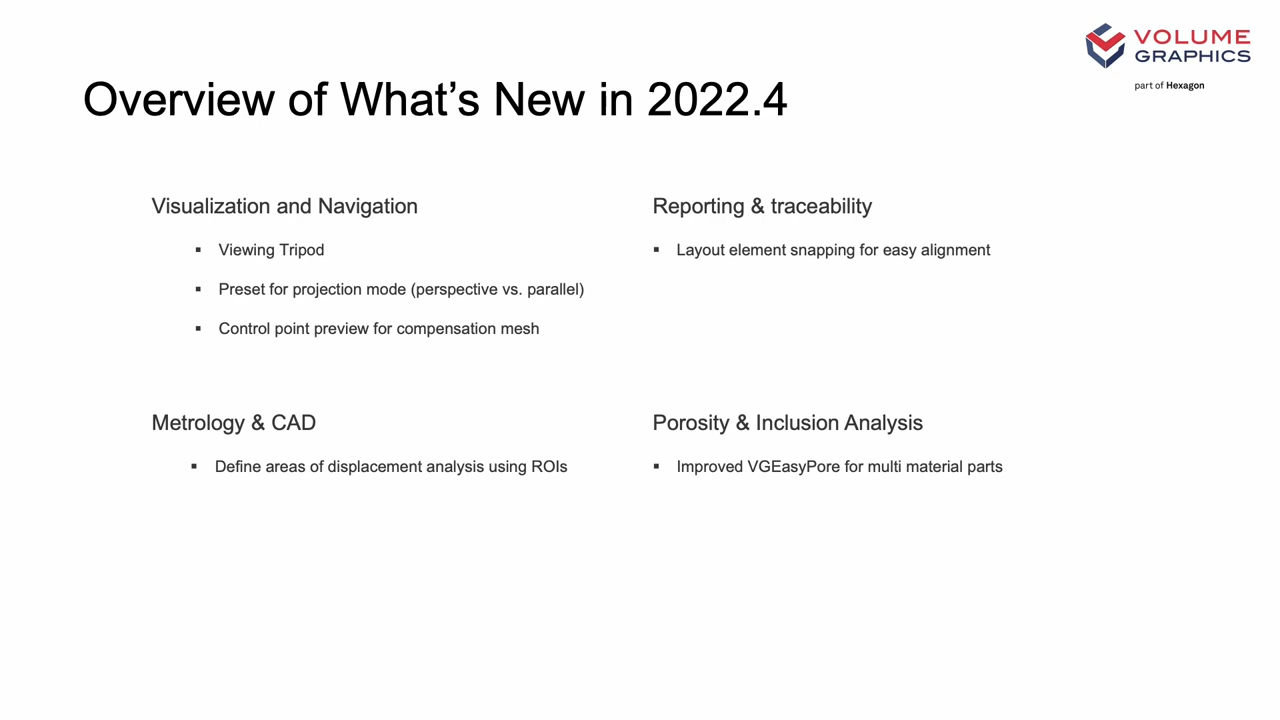 VOLUME
GRAPHICS
part of Hexagon
Overview of What’s New in 2022.4
Visualization and Navigation
▪ Viewing Tripod
▪ Preset for projection mode (perspective vs. parallel)
▪ Control point preview for compensation mesh
Reporting & traceability
▪ Layout element snapping for easy alignment
Metrology & CAD
▪ Define areas of displacement analysis using ROIs
Porosity & Inclusion Analysis
▪ Improved VGEasyPore for multi material parts